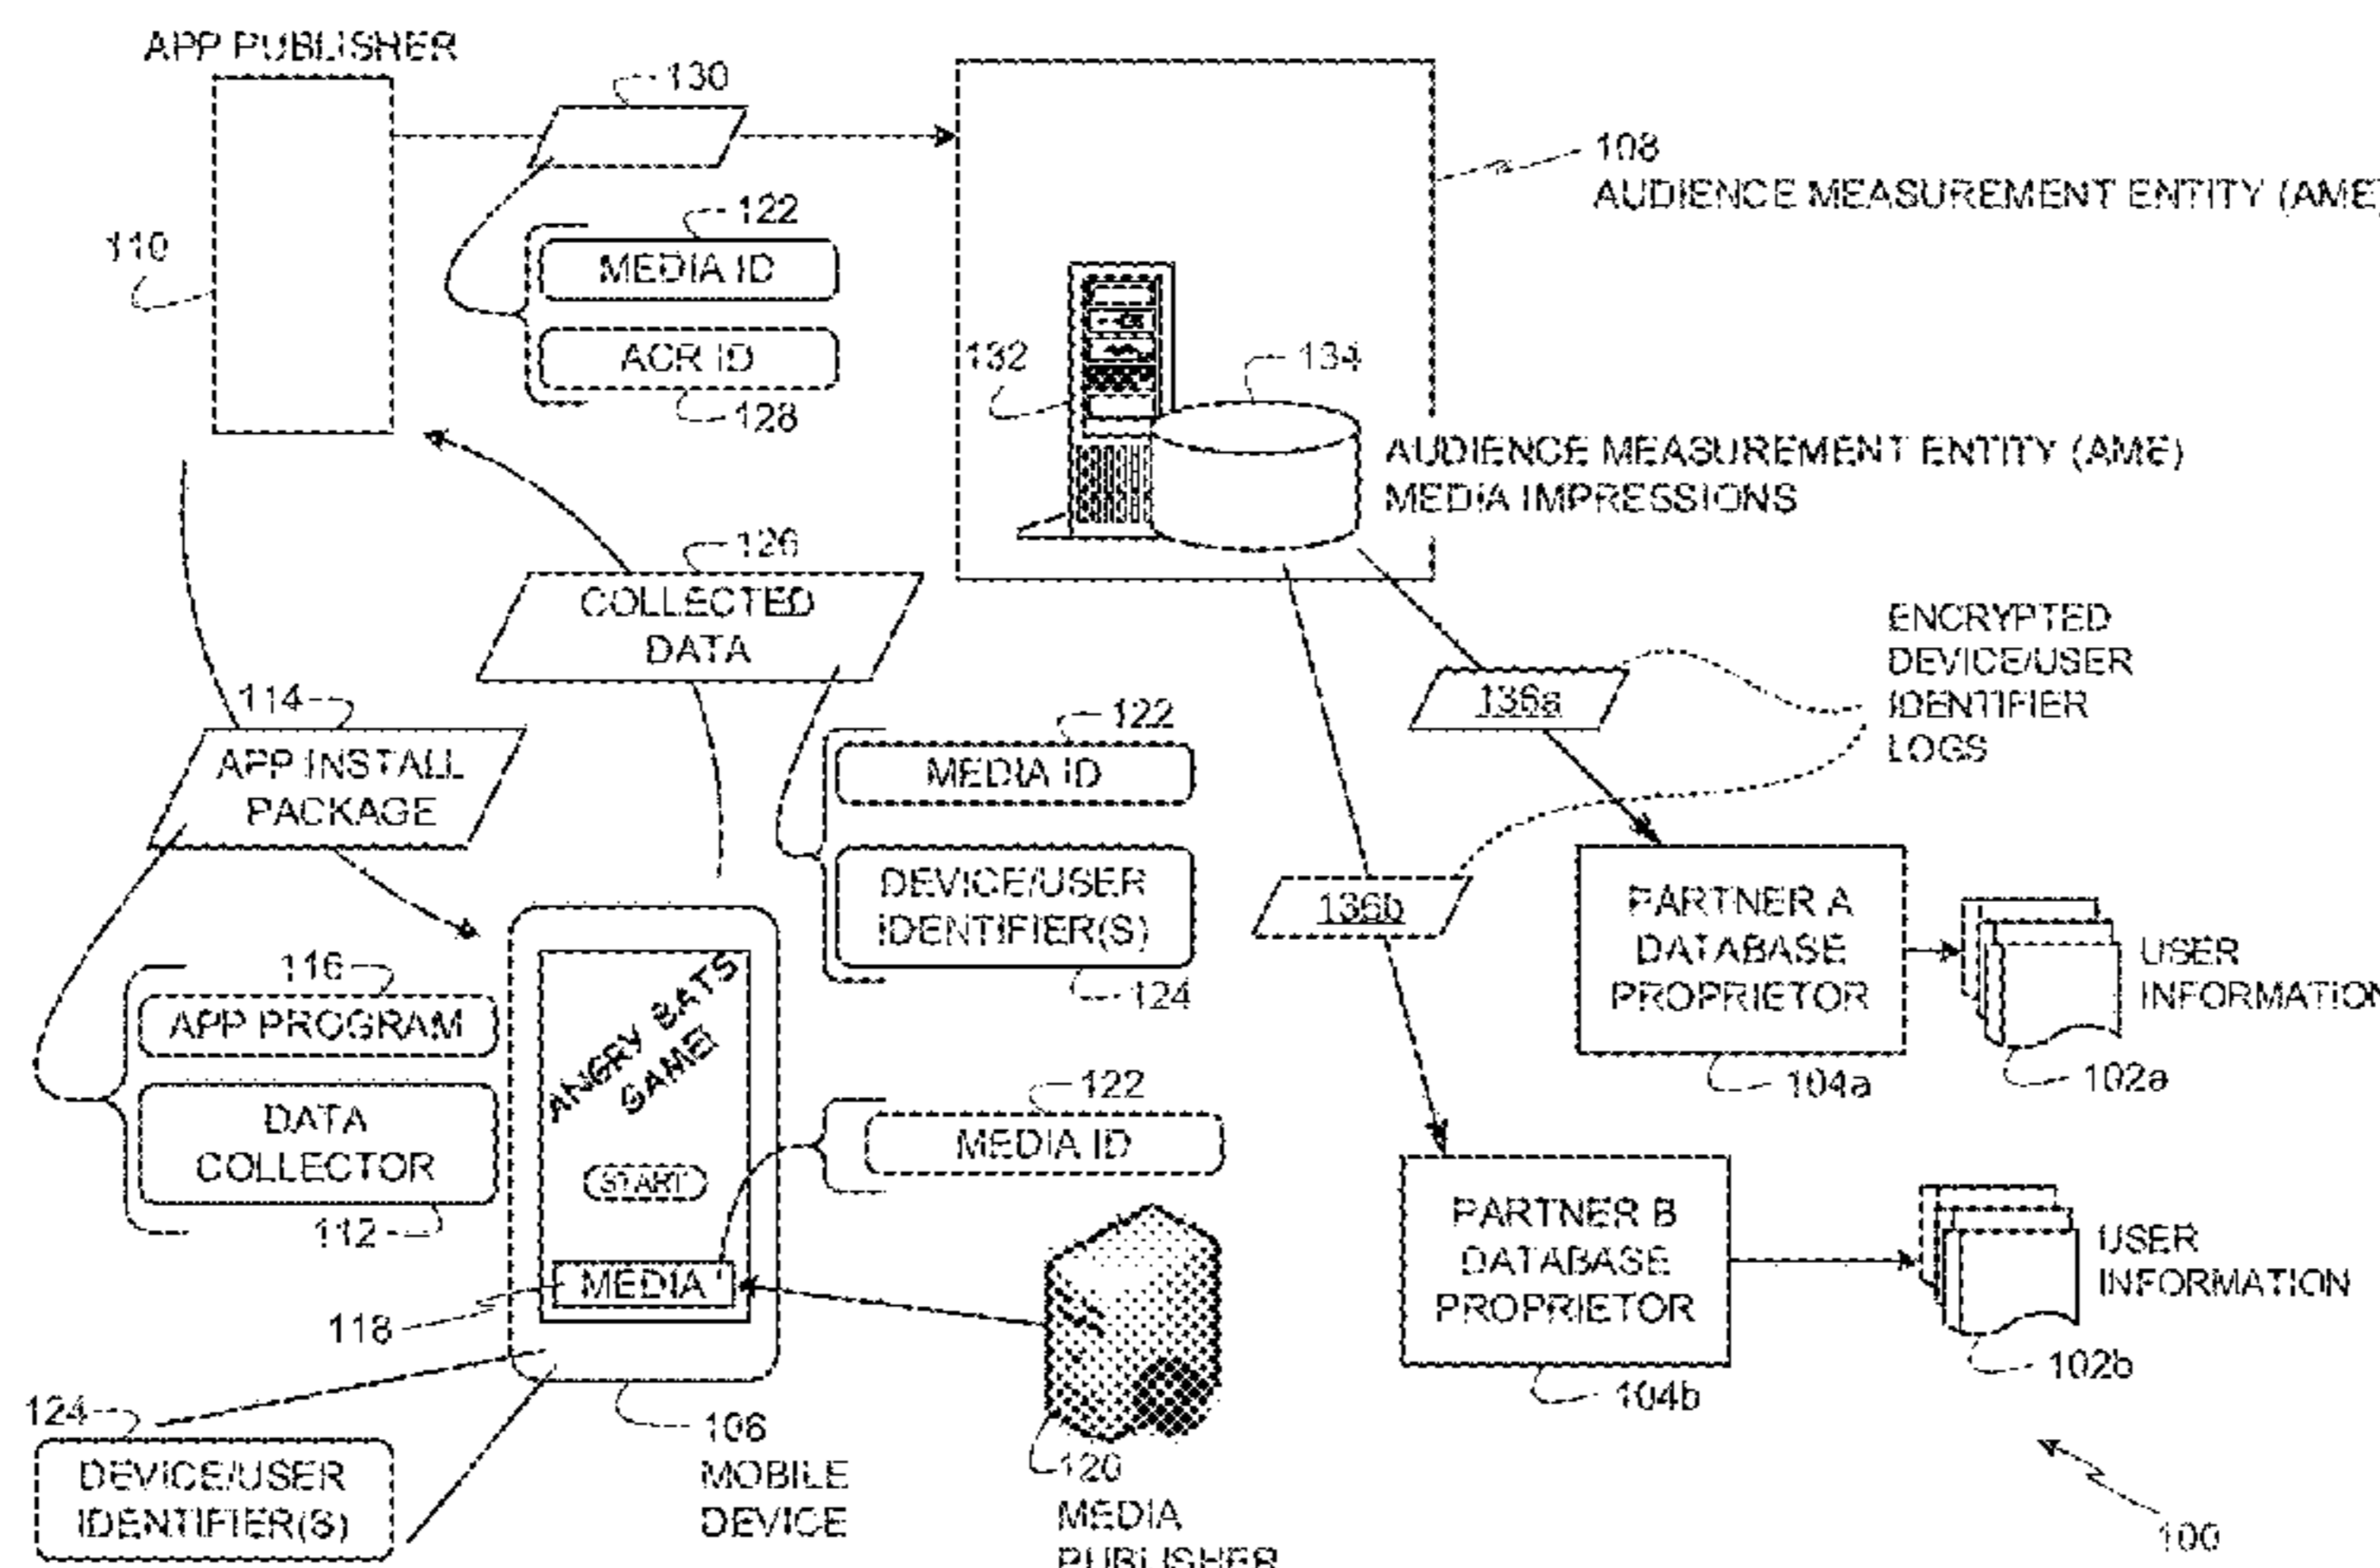 APP PUBLISHER
130
108
AUDIENCE MEASUREMENT ENTITY (AME
110
122
MEDIA ID
ACR ID
128
132
134
AUDIENCE MEASUREMENT ENTITY (AME)
MEDIA IMPRESSIONS
126
COLLECTED
DATA
ENCRYPTED
DEVICE/USER
IDENTIFIER
LOGS
114
APP INSTALL
PACKAGE
122
MEDIA ID
DEVICE/USER
IDENTIFIER(S)
124
136a
136b
PARTNER A
DATABASE
PROPRIETOR
104a
USER
INFORMATION
102a
116
APP PROGRAM
DATA
COLLECTOR
112
ANGRY BATS
GAME!
START
MEDIA
118
122
MEDIA ID
PARTNER B
DATABASE
PROPRIETOR
104b
USER
INFORMATION
102b
124
DEVICE/USER
IDENTIFIER(S)
106
MOBILE
DEVICE
120
MEDIA
PUBLISHER
100